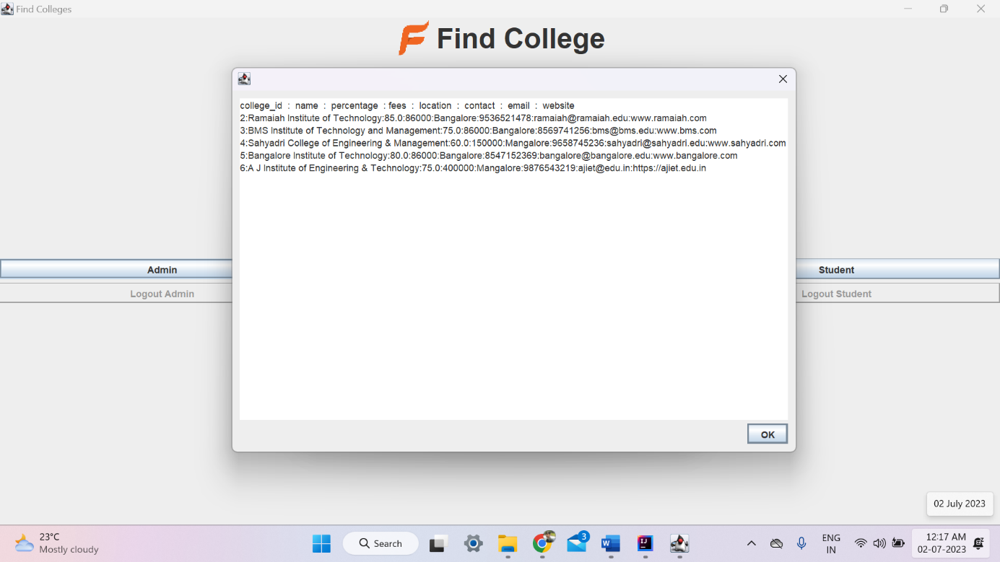 Find Colleges
Find College
college_id : name : percentage : fees : location : contact : email : website
2:Ramaiah Institute of Technology:85.0:86000:Bangalore:9536521478:ramaiah@ramaiah.edu:www.ramaiah.com
3:BMS Institute of Technology and Management:75.0:86000:Bangalore:8569741256:bms@bms.edu:www.bms.com
4:Sahyadri College of Engineering & Management:60.0:150000:Mangalore:9658745236:sahyadri@sahyadri.edu:www.sahyadri.com
5:Bangalore Institute of Technology:80.0:86000:Bangalore:8547152369:bangalore@bangalore.edu:www.bangalore.com
6:A J Institute of Engineering & Technology:75.0:400000:Mangalore:9876543219:ajiet@edu.in:https://ajiet.edu.in
Admin
Student
Logout Admin
Logout Student
OK
02 July 2023
23°C
Mostly cloudy
Search
3
W
IJ
ENG
IN
12:17 AM
02-07-2023